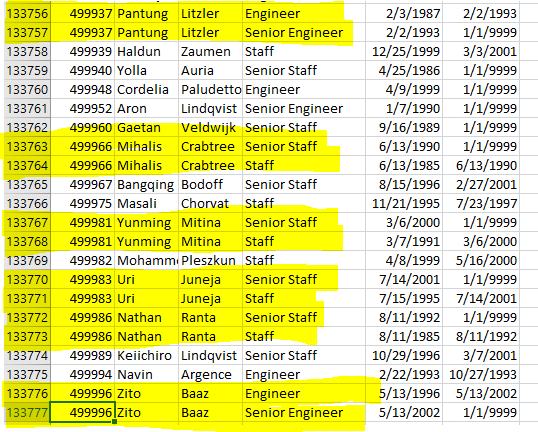 133756 499937 Pantung Litzler Engineer 2/3/1987 2/2/1993
133757 499937 Pantung Litzler Senior Engineer 2/2/1993 1/1/9999
133758 499939 Haldun Zaumen Staff 12/25/1999 3/3/2001
133759 499940 Yolla Auria Senior Staff 4/25/1986 1/1/9999
133760 499948 Cordelia Paludetto Engineer 4/9/1999 1/1/9999
133761 499952 Aron Lindqvist Senior Engineer 1/7/1990 1/1/9999
133762 499960 Gaetan Veldwijk Senior Staff 9/16/1989 1/1/9999
133763 499966 Mihalis Crabtree Senior Staff 6/13/1990 1/1/9999
133764 499966 Mihalis Crabtree Staff 6/13/1985 6/13/1990
133765 499967 Bangqing Bodoff Senior Staff 8/15/1996 2/27/2001
133766 499975 Masali Chorvat Staff 11/21/1995 7/23/1997
133767 499981 Yunming Mitina Senior Staff 3/6/2000 1/1/9999
133768 499981 Yunming Mitina Staff 3/7/1991 3/6/2000
133769 499982 Mohamme Pleszkun Staff 4/8/1999 5/16/2000
133770 499983 Uri Juneja Senior Staff 7/14/2001 1/1/9999
133771 499983 Uri Juneja Staff 7/15/1995 7/14/2001
133772 499986 Nathan Ranta Senior Staff 8/11/1992 1/1/9999
133773 499986 Nathan Ranta Staff 8/11/1985 8/11/1992
133774 499989 Keiichiro Lindqvist Senior Staff 10/29/1996 3/7/2001
133775 499994 Navin Argence Engineer 2/22/1993 10/27/1993
133776 499996 Zito Baaz Engineer 5/13/1996 5/13/2002
133777 499996 Zito Baaz Senior Engineer 5/13/2002 1/1/9999